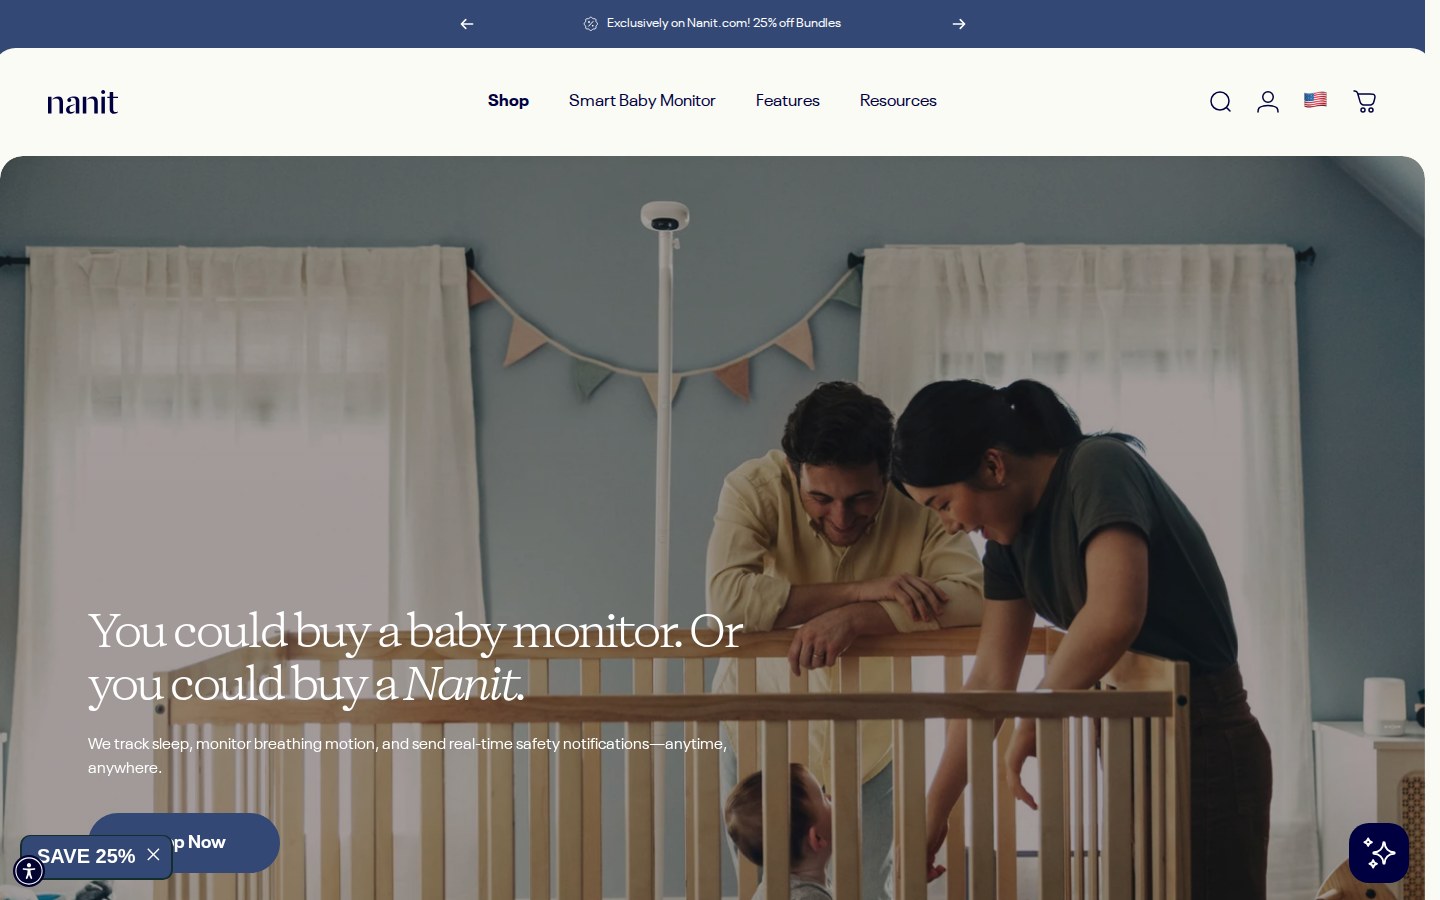 Exclusively on Nanit.com! 25% off Bundles
nanit
Shop
Smart Baby Monitor
Features
Resources
You could buy a baby monitor. Or
you could buy a Nanit.
We track sleep, monitor breathing motion, and send real-time safety notifications—anytime,
anywhere.
p Now
SAVE 25%